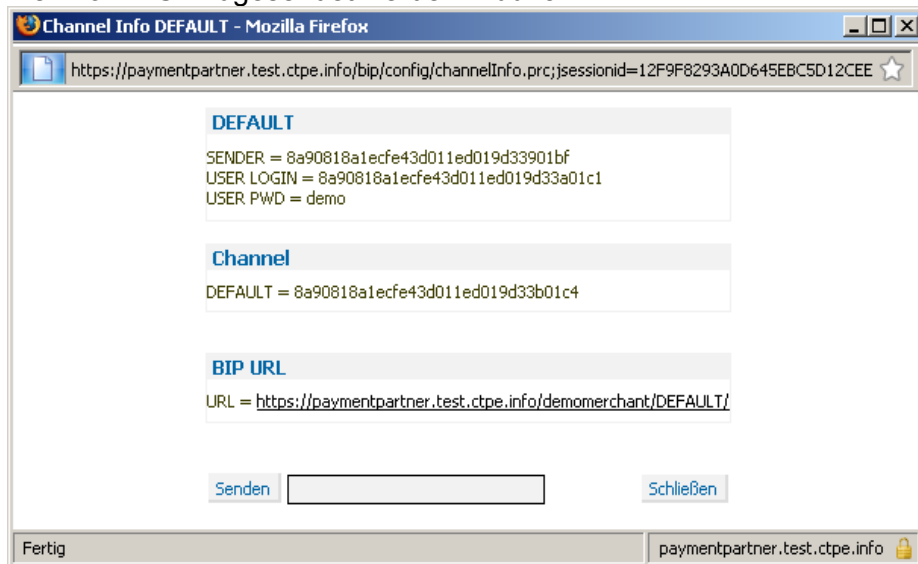 Channel Info DEFAULT - Mozilla Firefox
https://paymentpartner.test.ctpe.info/bip/config/channelInfo.prc;jsessionid=12F9F8293A0D645EBC5D12CEE
DEFAULT
SENDER = 8a90818a1ecfe43d011ed019d33901bf
USER LOGIN = 8a90818a1ecfe43d011ed019d33a01c1
USER PWD = demo
Channel
DEFAULT = 8a90818a1ecfe43d011ed019d33b01c4
BIP URL
URL = https://paymentpartner.test.ctpe.info/demomerchant/DEFAULT/
Senden
Schließen
Fertig
paymentpartner.test.ctpe.info